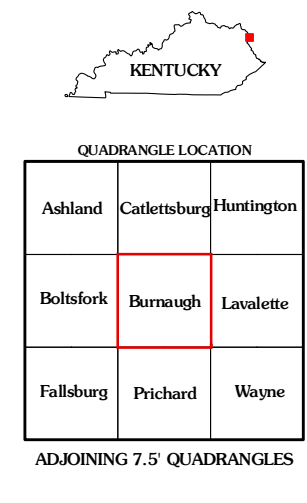 KENTUCKY
QUADRANGLE LOCATION
Ashland Catlettsburg Huntington
Boltsfork Burnaugh Lavalette
Fallsburg Prichard Wayne
ADJOINING 7.5' QUADRANGLES